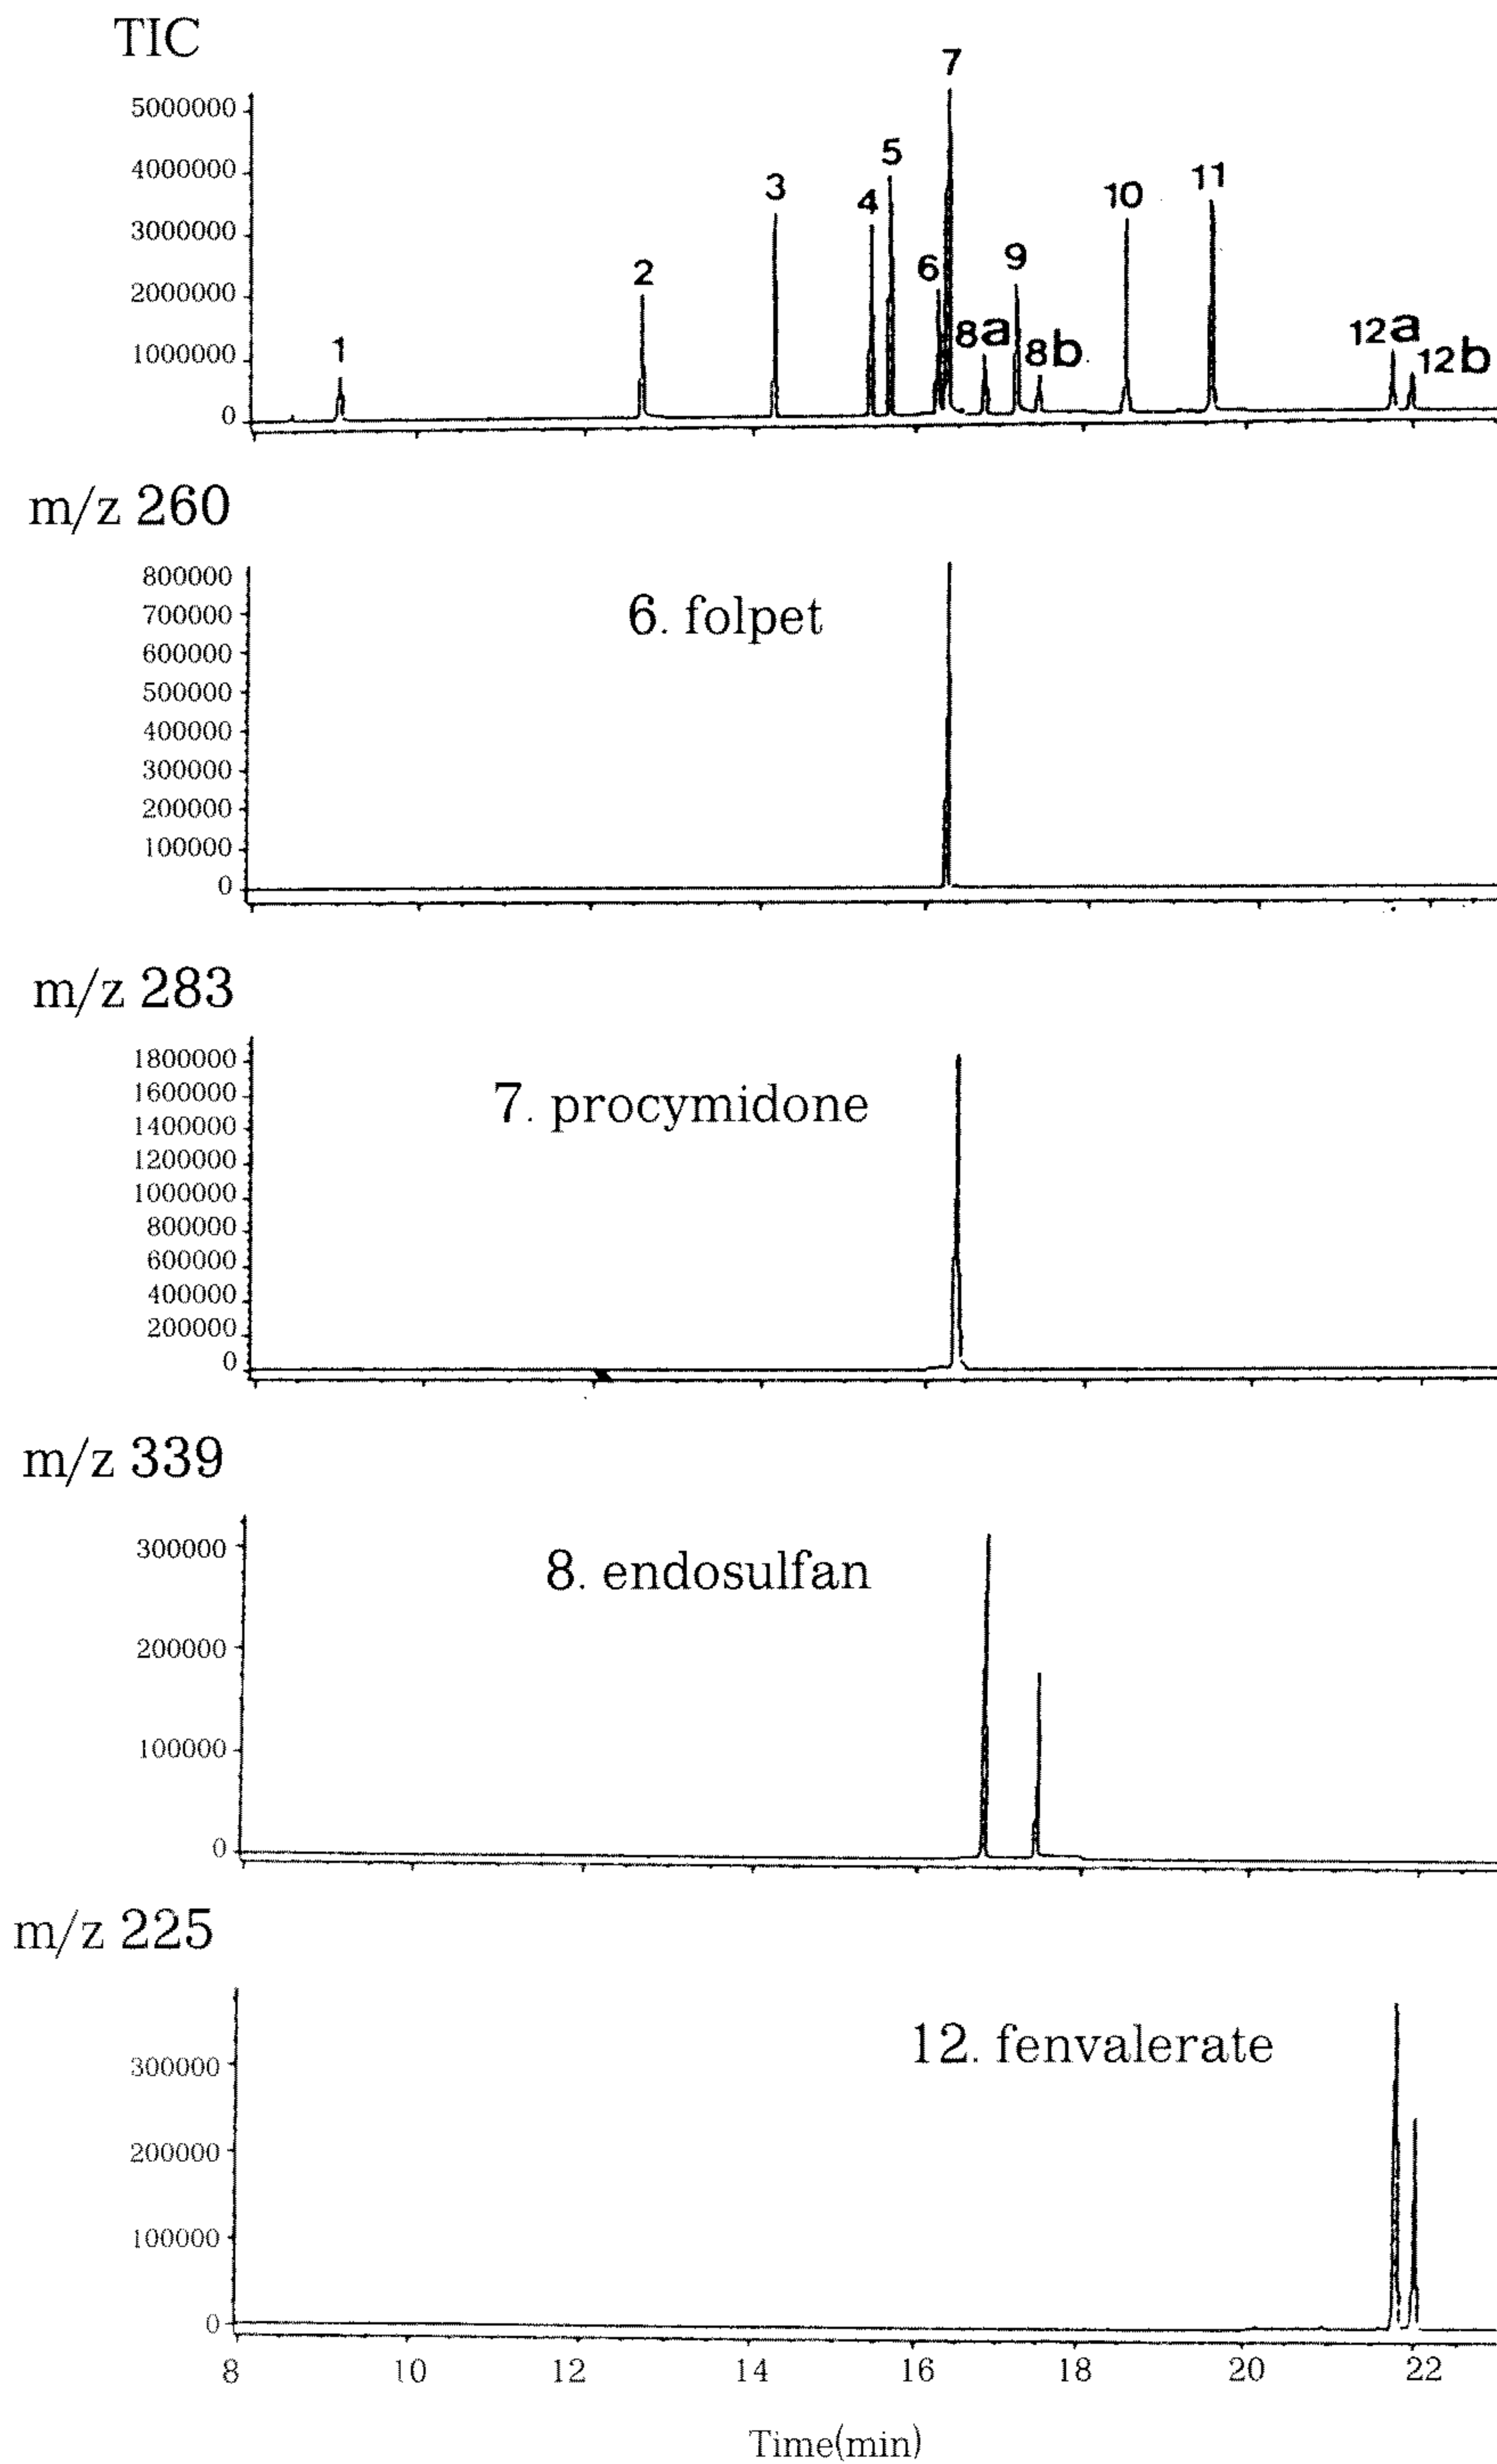 TIC
7
5000000
4000000
5
3
11
4
10
3000000
9
2
6
2000000
8a
12a
1
8b
12b
1000000
0
m/z 260
800000
6. folpet
700000
600000
500000
400000
300000
200000
100000
0
m/z 283
1800000
1600000
7. procymidone
1400000
1200000
1000000
800000
600000
400000
200000
0
m/z 339
300000
8. endosulfan
200000
100000
0
m/z 225
12. fenvalerate
300000
200000
100000
0
8 10 12 14 16 18 20 22
Time(min)